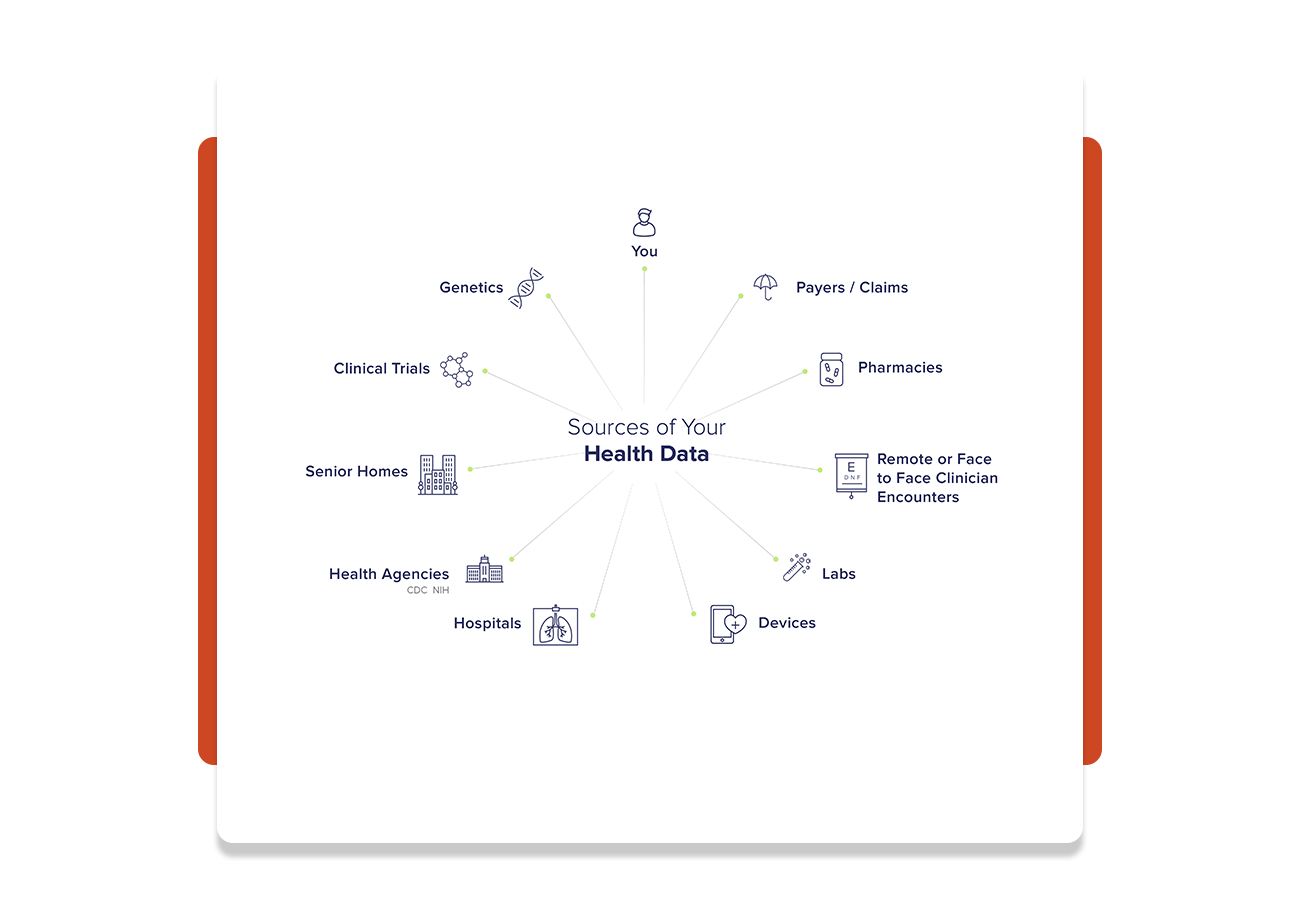 You
Genetics
Payers / Claims
Clinical Trials
Pharmacies
Sources of Your
Health Data
Senior Homes
E
DNF
Remote or Face
to Face Clinician
Encounters
Health Agencies
CDC NIH
Labs
Hospitals
Devices